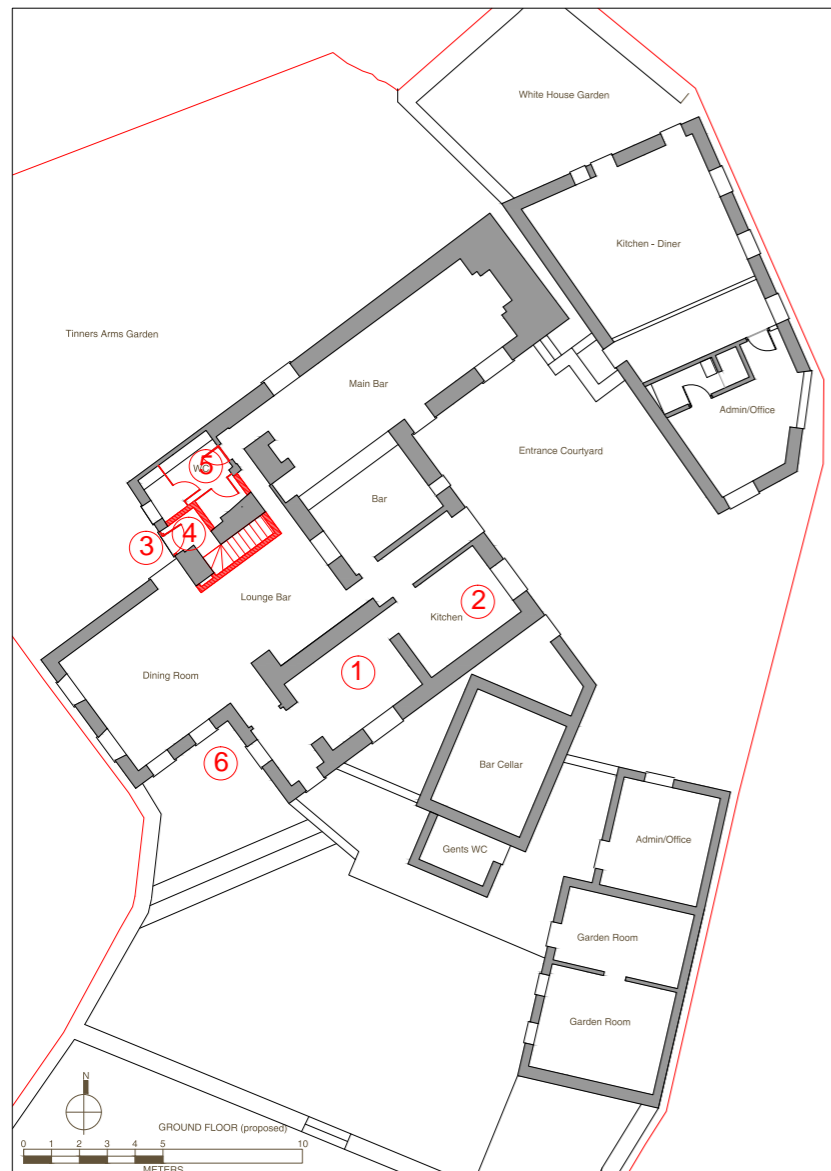 White House Garden
Kitchen - Diner
Tinners Arms Garden
Main Bar
Admin/Office
Entrance Courtyard
WC
5
Bar
3
4
Lounge Bar
2
Kitchen
1
Dining Room
6
Bar Cellar
Gents WC
Admin/Office
Garden Room
Garden Room
N
GROUND FLOOR (proposed)
0 1 2 3 4 5 10
METERS